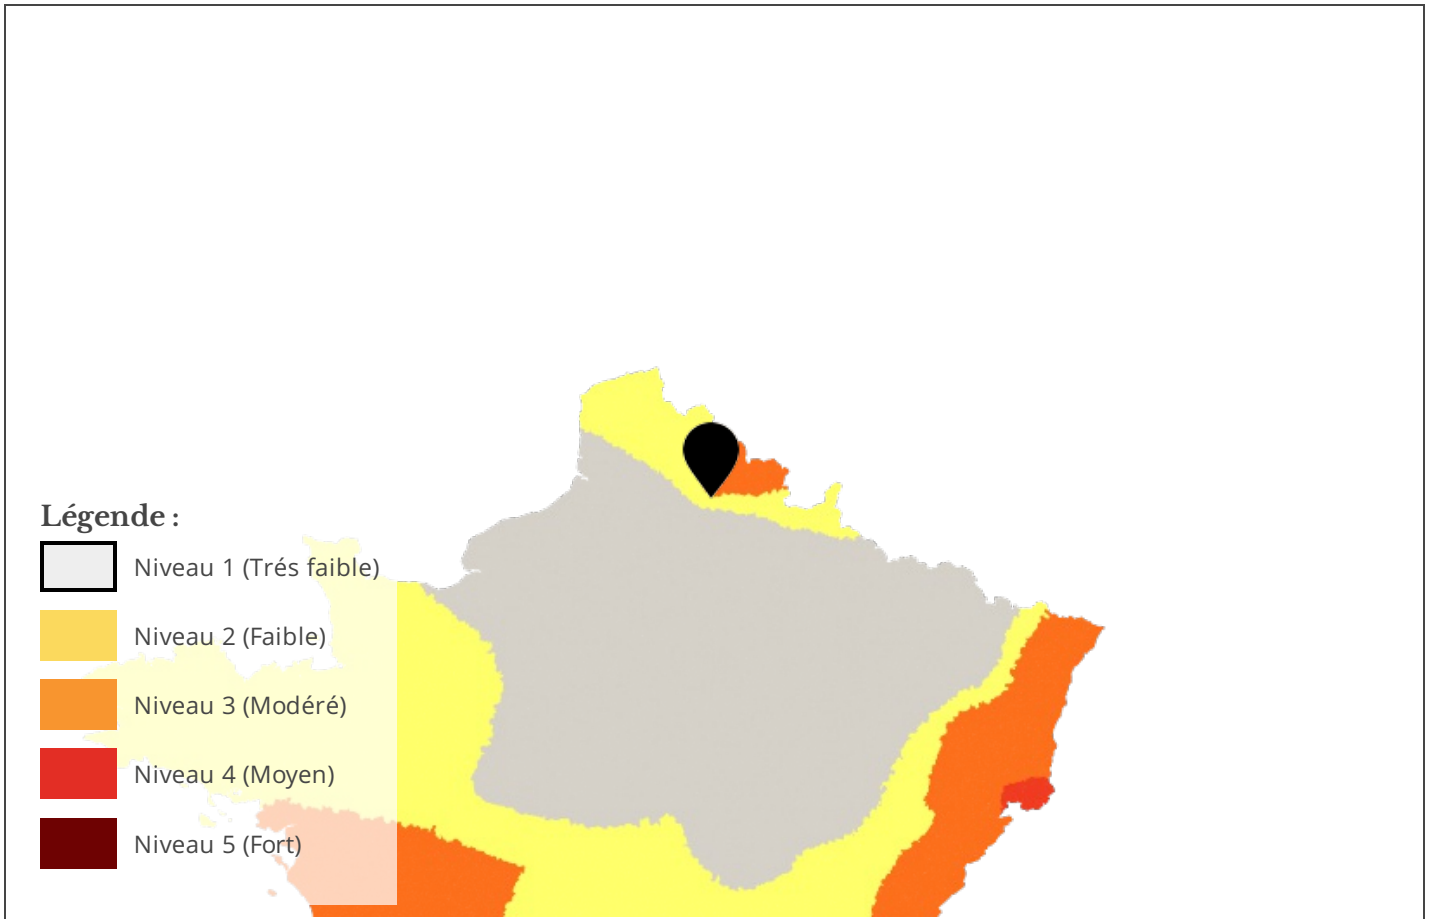 Légende :
Niveau 1 (Trés faible)
Niveau 2 (Faible)
Niveau 3 (Modéré)
Niveau 4 (Moyen)
Niveau 5 (Fort)